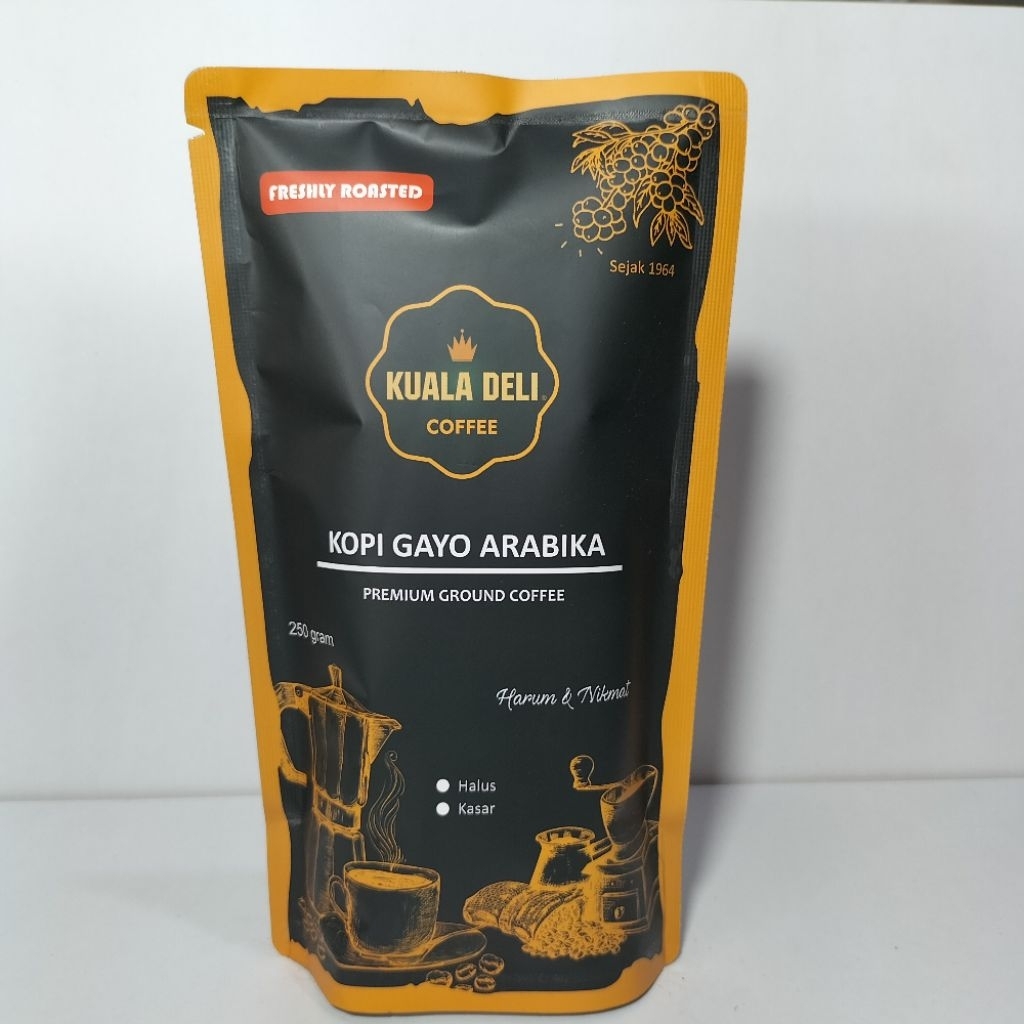 FRESHLY ROASTED
Sejak 1964
KUALA DELI®
COFFEE
KOPI GAYO ARABIKA
PREMIUM GROUND COFFEE
250 gram
Harum & Nikmat
Halus
Kasar